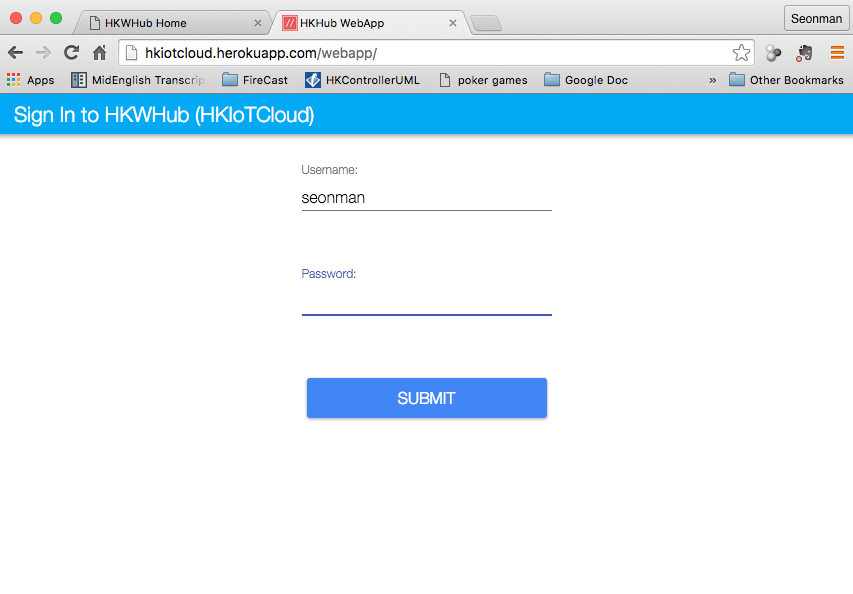 HKWHub Home
HKHub WebApp
Seonman
hkiotcloud.herokuapp.com/webapp/
Apps
MidEnglish Transcrip
FireCast
HKControllerUML
poker games
Google Doc
»
Other Bookmarks
Sign In to HKWHub (HKIoTCloud)
Username:
seonman
Password:
SUBMIT